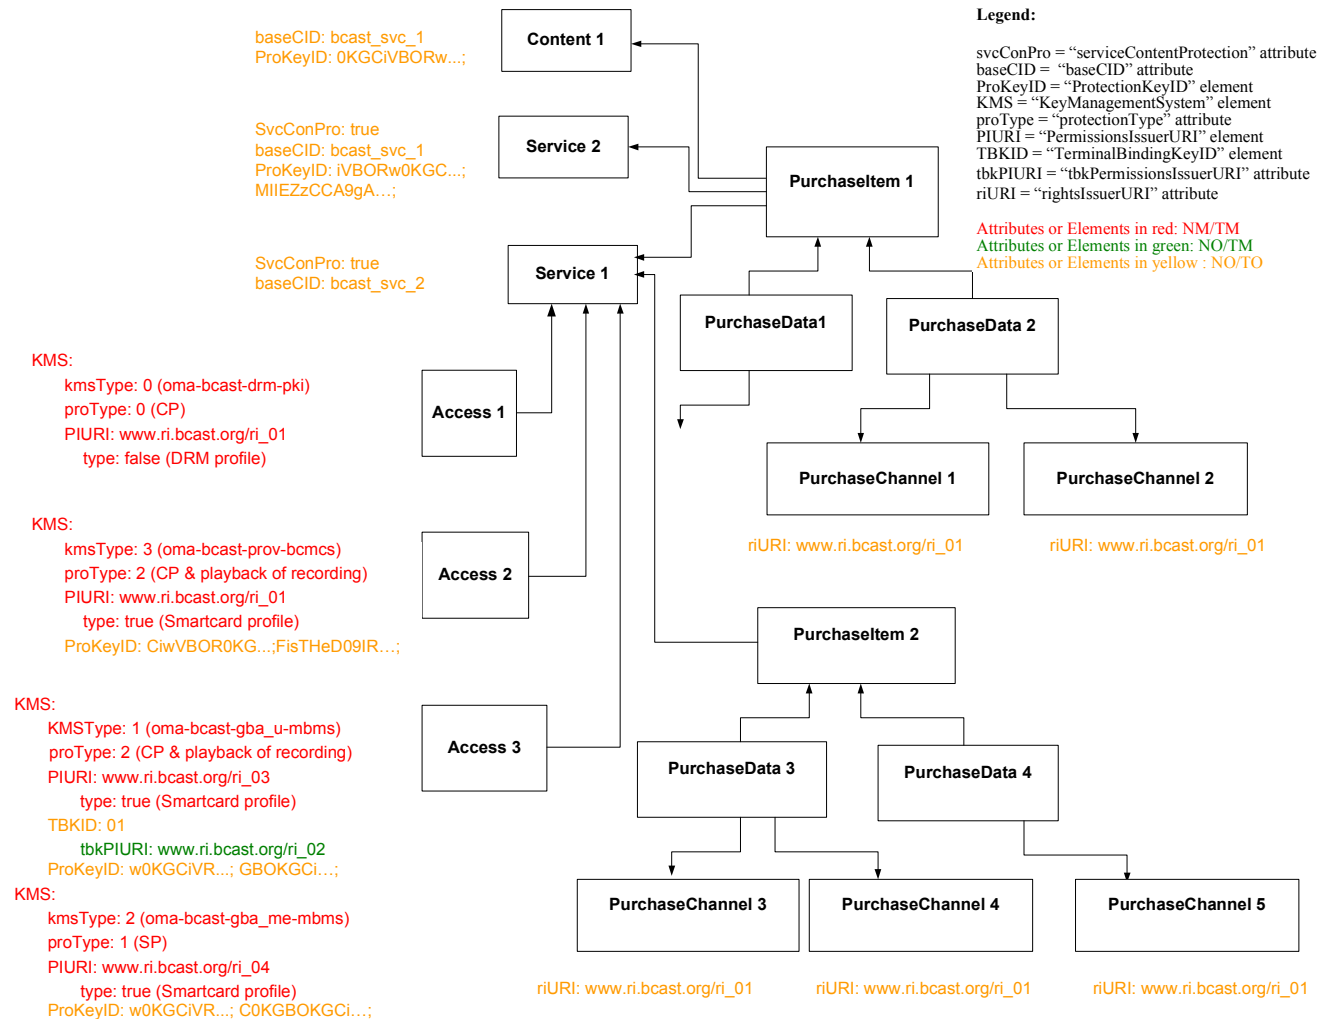 baseCID: bcast_svc_1
ProKeyID: 0KGCiVBORw...;
Content 1
Legend:
svcConPro = “serviceContentProtection” attribute
baseCID = “baseCID” attribute
ProKeyID = “ProtectionKeyID” element
KMS = “KeyManagementSystem” element
proType = “protectionType” attribute
PIURI = “PermissionsIssuerURI” element
TBKID = “TerminalBindingKeyID” element
tbkPIURI = “tbkPermissionsIssuerURI” attribute
riURI = “rightsIssuerURI” attribute
Attributes or Elements in red: NM/TM
Attributes or Elements in green: NO/TM
Attributes or Elements in yellow : NO/TO
SvcConPro: true
baseCID: bcast_svc_1
ProKeyID: iVBORw0KGC...;
MIIEZzCCA9gA…;
Service 2
PurchaseItem 1
SvcConPro: true
baseCID: bcast_svc_2
Service 1
PurchaseData1
PurchaseData 2
KMS:
kmsType: 0 (oma-bcast-drm-pki)
proType: 0 (CP)
PIURI: www.ri.bcast.org/ri_01
type: false (DRM profile)
Access 1
PurchaseChannel 1
PurchaseChannel 2
riURI: www.ri.bcast.org/ri_01
riURI: www.ri.bcast.org/ri_01
KMS:
kmsType: 3 (oma-bcast-prov-bcmcs)
proType: 2 (CP & playback of recording)
PIURI: www.ri.bcast.org/ri_01
type: true (Smartcard profile)
ProKeyID: CiwVBOR0KG...;FisTHeD09IR…;
Access 2
PurchaseItem 2
KMS:
KMSType: 1 (oma-bcast-gba_u-mbms)
proType: 2 (CP & playback of recording)
PIURI: www.ri.bcast.org/ri_03
type: true (Smartcard profile)
TBKID: 01
tbkPIURI: www.ri.bcast.org/ri_02
ProKeyID: w0KGCiVR...; GBOKGCi…;
Access 3
PurchaseData 3
PurchaseData 4
KMS:
kmsType: 2 (oma-bcast-gba_me-mbms)
proType: 1 (SP)
PIURI: www.ri.bcast.org/ri_04
type: true (Smartcard profile)
ProKeyID: w0KGCiVR...; C0KGBOKGCi…;
PurchaseChannel 3
PurchaseChannel 4
PurchaseChannel 5
riURI: www.ri.bcast.org/ri_01
riURI: www.ri.bcast.org/ri_01
riURI: www.ri.bcast.org/ri_01